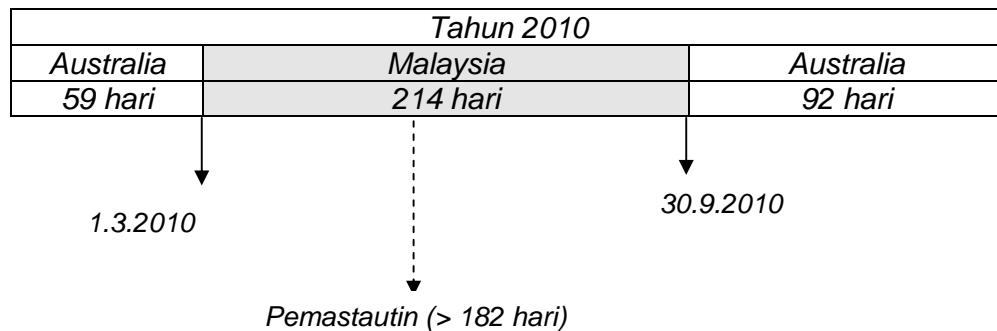 Tahun 2010
Australia Malaysia Australia
59 hari 214 hari 92 hari
1.3.2010
30.9.2010
Pemastautin (> 182 hari)